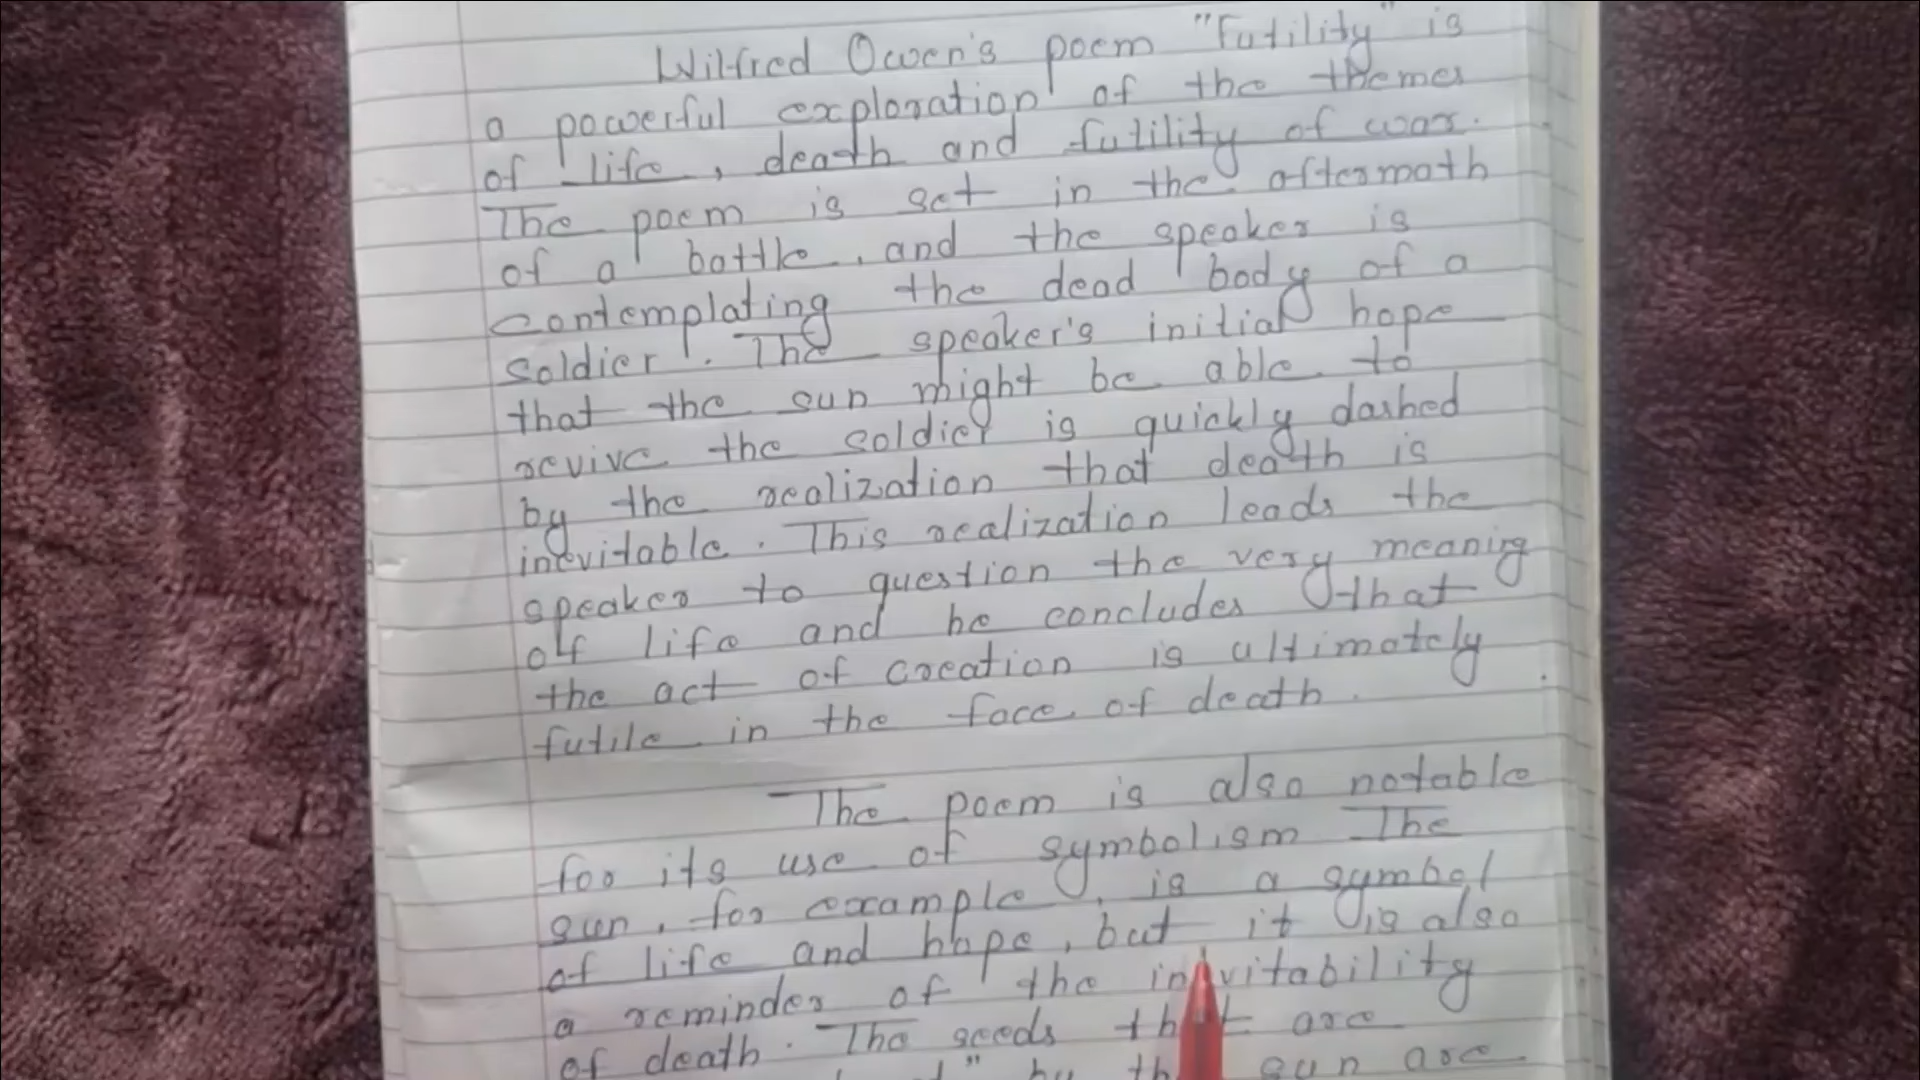 Wilfred Owen's poem "Futility" is
a powerful exploration of the themes
of life, death and futility of war.
The poem is set in the aftermath
of a battle, and the speaker is
contemplating the dead body of a
soldier. The speaker's initial hope
that the sun might be able to
revive the soldier is quickly dashed
by the realization that death is
inevitable. This realization leads the
speaker to question the very meaning
of life and he concludes that
the act of creation is ultimately
futile in the face of death.
The poem is also notable
for its use of symbolism The
sun, for example, is a symbol
of life and hope, but it is also
a reminder of the inevitability
of death. The seeds that are
" by the sun are